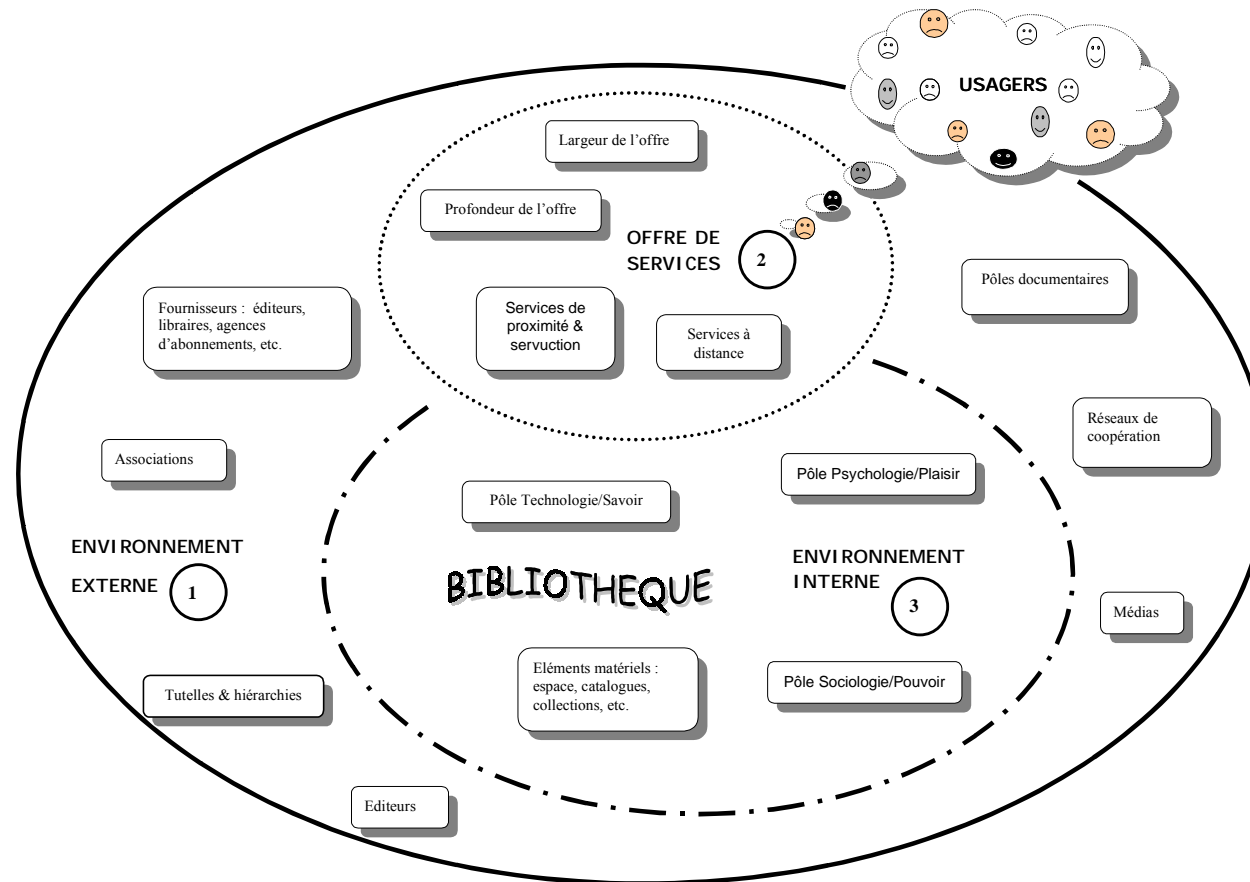 USAGERS
Largeur de l’offre
Profondeur de l’offre
OFFRE DE
SERVICES
2
Services de
proximité &
servuction
Services à
distance
Fournisseurs : éditeurs,
libraires, agences
d’abonnements, etc.
Pôles documentaires
Réseaux de
coopération
Associations
Pôle Technologie/Savoir
Pôle Psychologie/Plaisir
ENVIRONNEMENT
EXTERNE
1
BIBLIOTHEQUE
ENVIRONNEMENT
INTERNE
3
Médias
Tutelles & hiérarchies
Eléments matériels :
espace, catalogues,
collections, etc.
Pôle Sociologie/Pouvoir
Editeurs